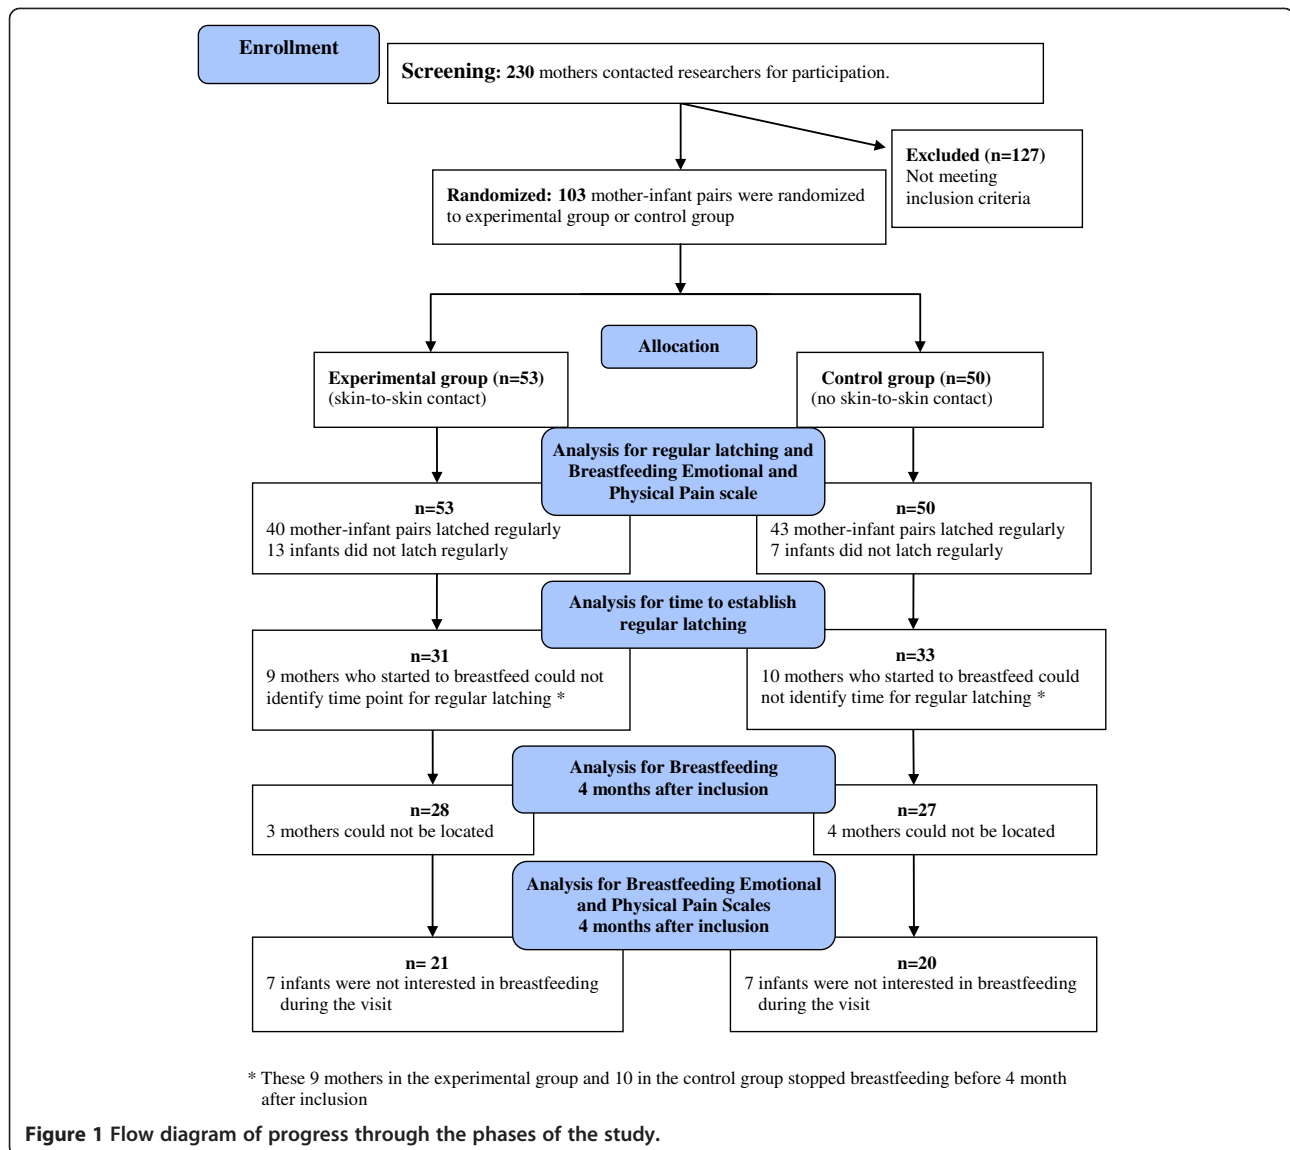 Enrollment
Screening: 230 mothers contacted researchers for participation.
Excluded (n=127)
Not meeting
inclusion criteria
Randomized: 103 mother-infant pairs were randomized
to experimental group or control group
Allocation
Experimental group (n=53)
(skin-to-skin contact)
Control group (n=50)
(no skin-to-skin contact)
Analysis for regular latching and
Breastfeeding Emotional and
Physical Pain scale
n=53
40 mother-infant pairs latched regularly
13 infants did not latch regularly
n=50
43 mother-infant pairs latched regularly
7 infants did not latch regularly
Analysis for time to establish
regular latching
n=31
9 mothers who started to breastfeed could not
identify time point for regular latching *
n=33
10 mothers who started to breastfeed could
not identify time for regular latching *
Analysis for Breastfeeding
4 months after inclusion
n=28
3 mothers could not be located
n=27
4 mothers could not be located
Analysis for Breastfeeding Emotional
and Physical Pain Scales
4 months after inclusion
n= 21
7 infants were not interested in breastfeeding
during the visit
n=20
7 infants were not interested in breastfeeding
during the visit
* These 9 mothers in the experimental group and 10 in the control group stopped breastfeeding before 4 month
after inclusion
Figure 1 Flow diagram of progress through the phases of the study.